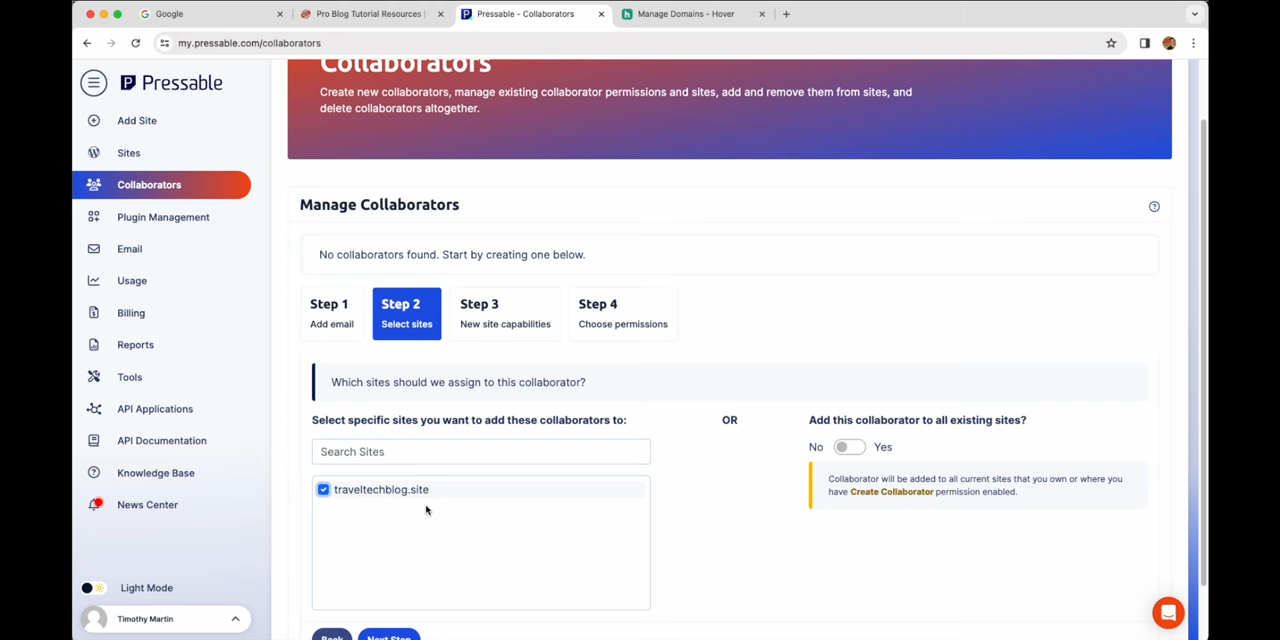 Google
Pro Blog Tutorial Resources |
Pressable - Collaborators
Manage Domains - Hover
my.pressable.com/collaborators
Pressable
Add Site
Sites
Collaborators
Plugin Management
Email
Usage
Billing
Reports
Tools
API Applications
API Documentation
Knowledge Base
News Center
Light Mode
Timothy Martin
Collaborators
Create new collaborators, manage existing collaborator permissions and sites, add and remove them from sites, and
delete collaborators altogether.
Manage Collaborators
No collaborators found. Start by creating one below.
Step 1
Add email
Step 2
Select sites
Step 3
New site capabilities
Step 4
Choose permissions
Which sites should we assign to this collaborator?
Select specific sites you want to add these collaborators to:
Search Sites
traveltechblog.site
OR
Add this collaborator to all existing sites?
No Yes
Collaborator will be added to all current sites that you own or where you
have Create Collaborator permission enabled.
Back
Next Step